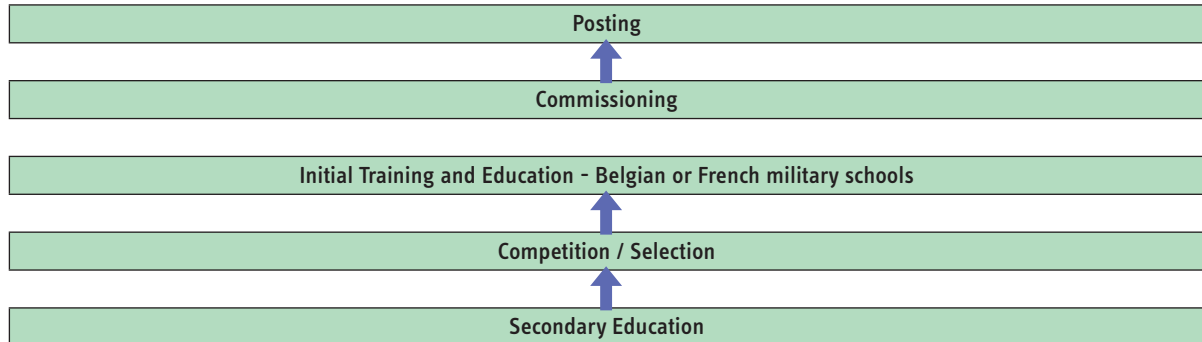 Posting
Commissioning
Initial Training and Education - Belgian or French military schools
Competition / Selection
Secondary Education